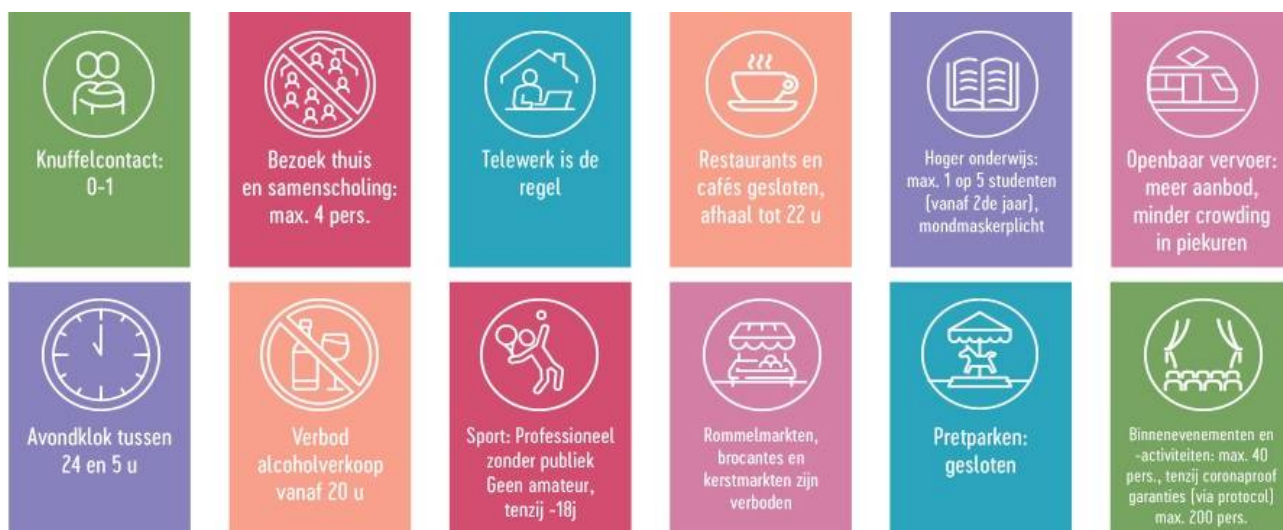 Knuffelcontact:
0-1
Bezoek thuis
en samenscholing:
max. 4 pers.
Telewerk is de
regel
Restaurants en
cafés gesloten,
afhaal tot 22 u
Hoger onderwijs:
max. 1 op 5 studenten
(vanaf 2de jaar),
mondmaskerplicht
Openbaar vervoer:
meer aanbod,
minder crowding
in piekuren
Avondklok tussen
24 en 5 u
Verbod
alcoholverkoop
vanaf 20 u
Sport: Professioneel
zonder publiek
Geen amateur,
tenzij -18j
Rommelmarkten,
brocantes en
kerstmarkten zijn
verboden
Pretparken:
gesloten
Binnenevenementen en
-activiteiten: max. 40
pers., tenzij coronaproof
garanties (via protocol)
max. 200 pers.